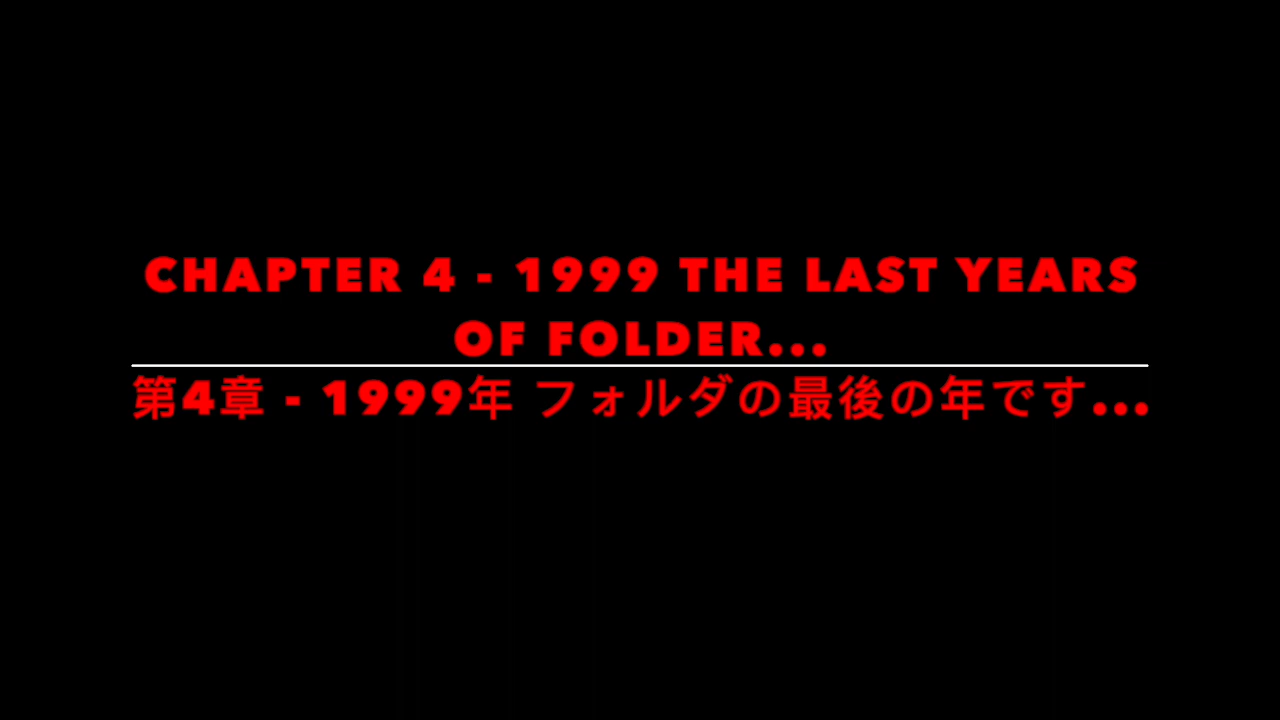 CHAPTER 4 - 1999 THE LAST YEARS
OF FOLDER...
第4章 - 1999年 フォルダの最後の年です...